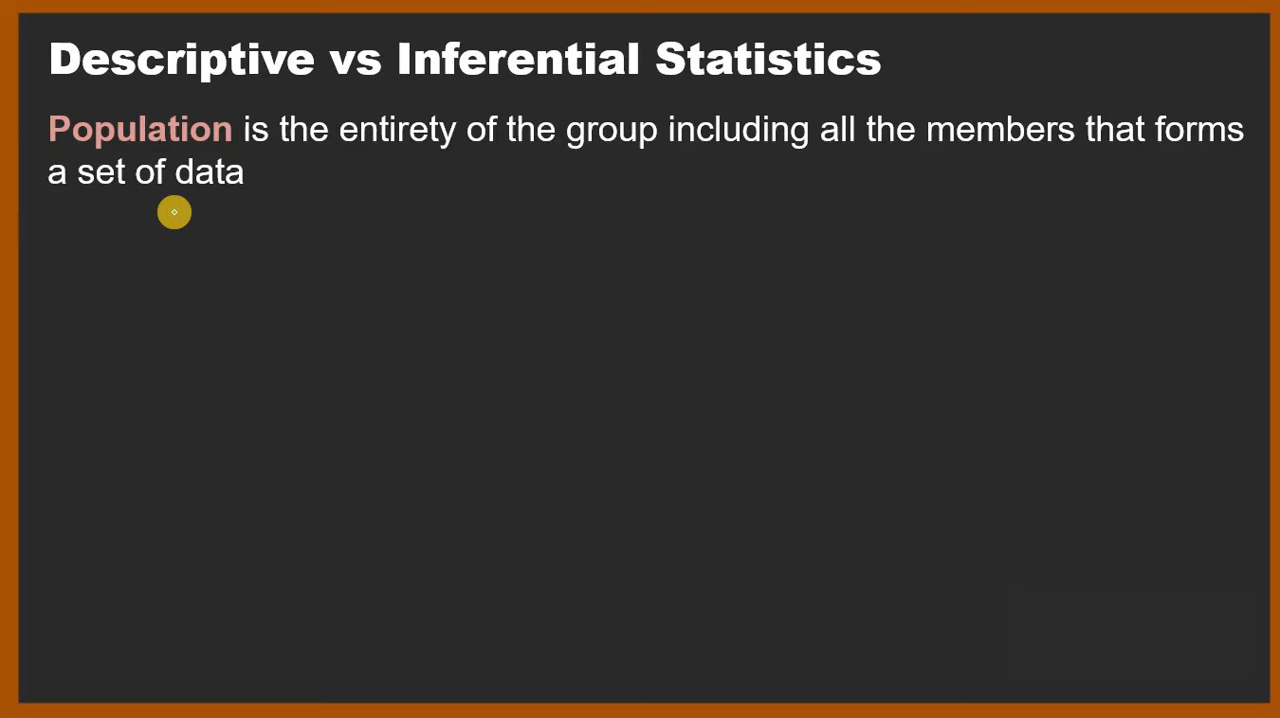 Descriptive vs Inferential Statistics
Population is the entirety of the group including all the members that forms
a set of data